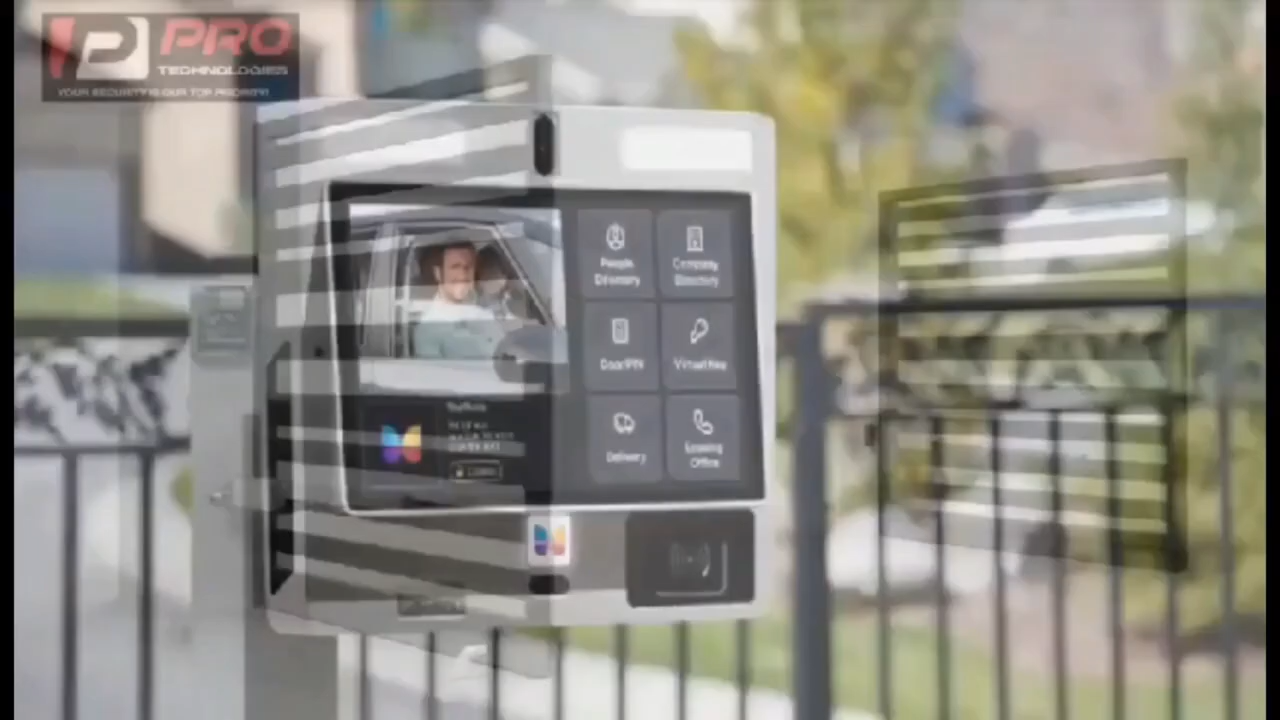 PRO
TECHNOLOGIES
YOUR SECURITY IS OUR TOP PRIORITY!
People
Directory
Company
Directory
Door PIN
Virtual Key
Delivery
Leasing
Office